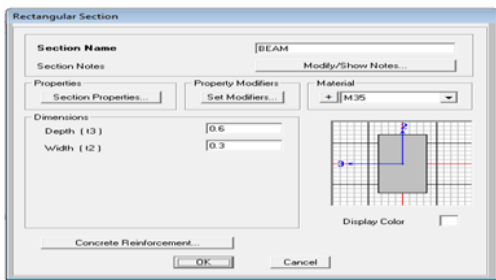 Rectangular Section
Section Name BEAM
Section Notes Modify/Show Notes...
Properties Property Modifiers Material
Section Properties... Set Modifiers... + M35
Dimensions
Depth ( t3 ) 0.6
Width ( t2 ) 0.3
2
3
Display Color
Concrete Reinforcement...
OK Cancel